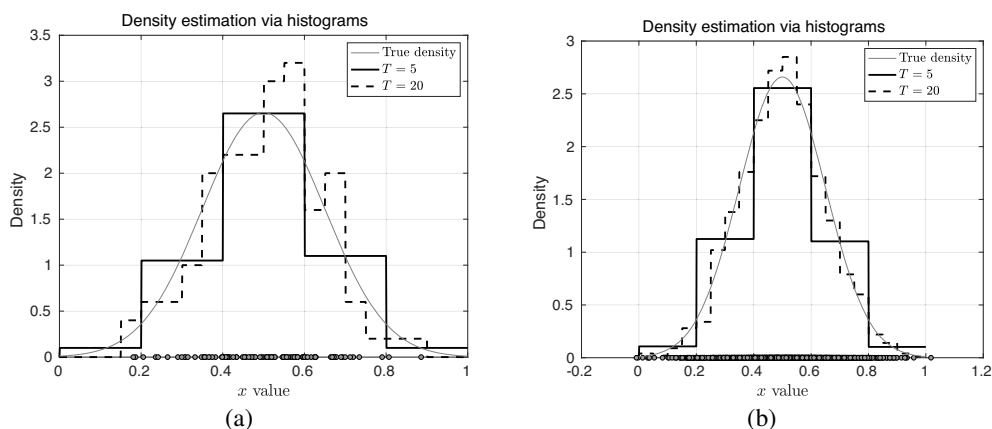 Density estimation via histograms
3.5
3
2.5
2
1.5
1
0.5
0
Density
True density
T = 5
T = 20
0
0.2
0.4
0.6
0.8
1
x value
(a)
Density estimation via histograms
3
2.5
2
1.5
1
0.5
0
Density
True density
T = 5
T = 20
-0.2
0
0.2
0.4
0.6
0.8
1
1.2
x value
(b)